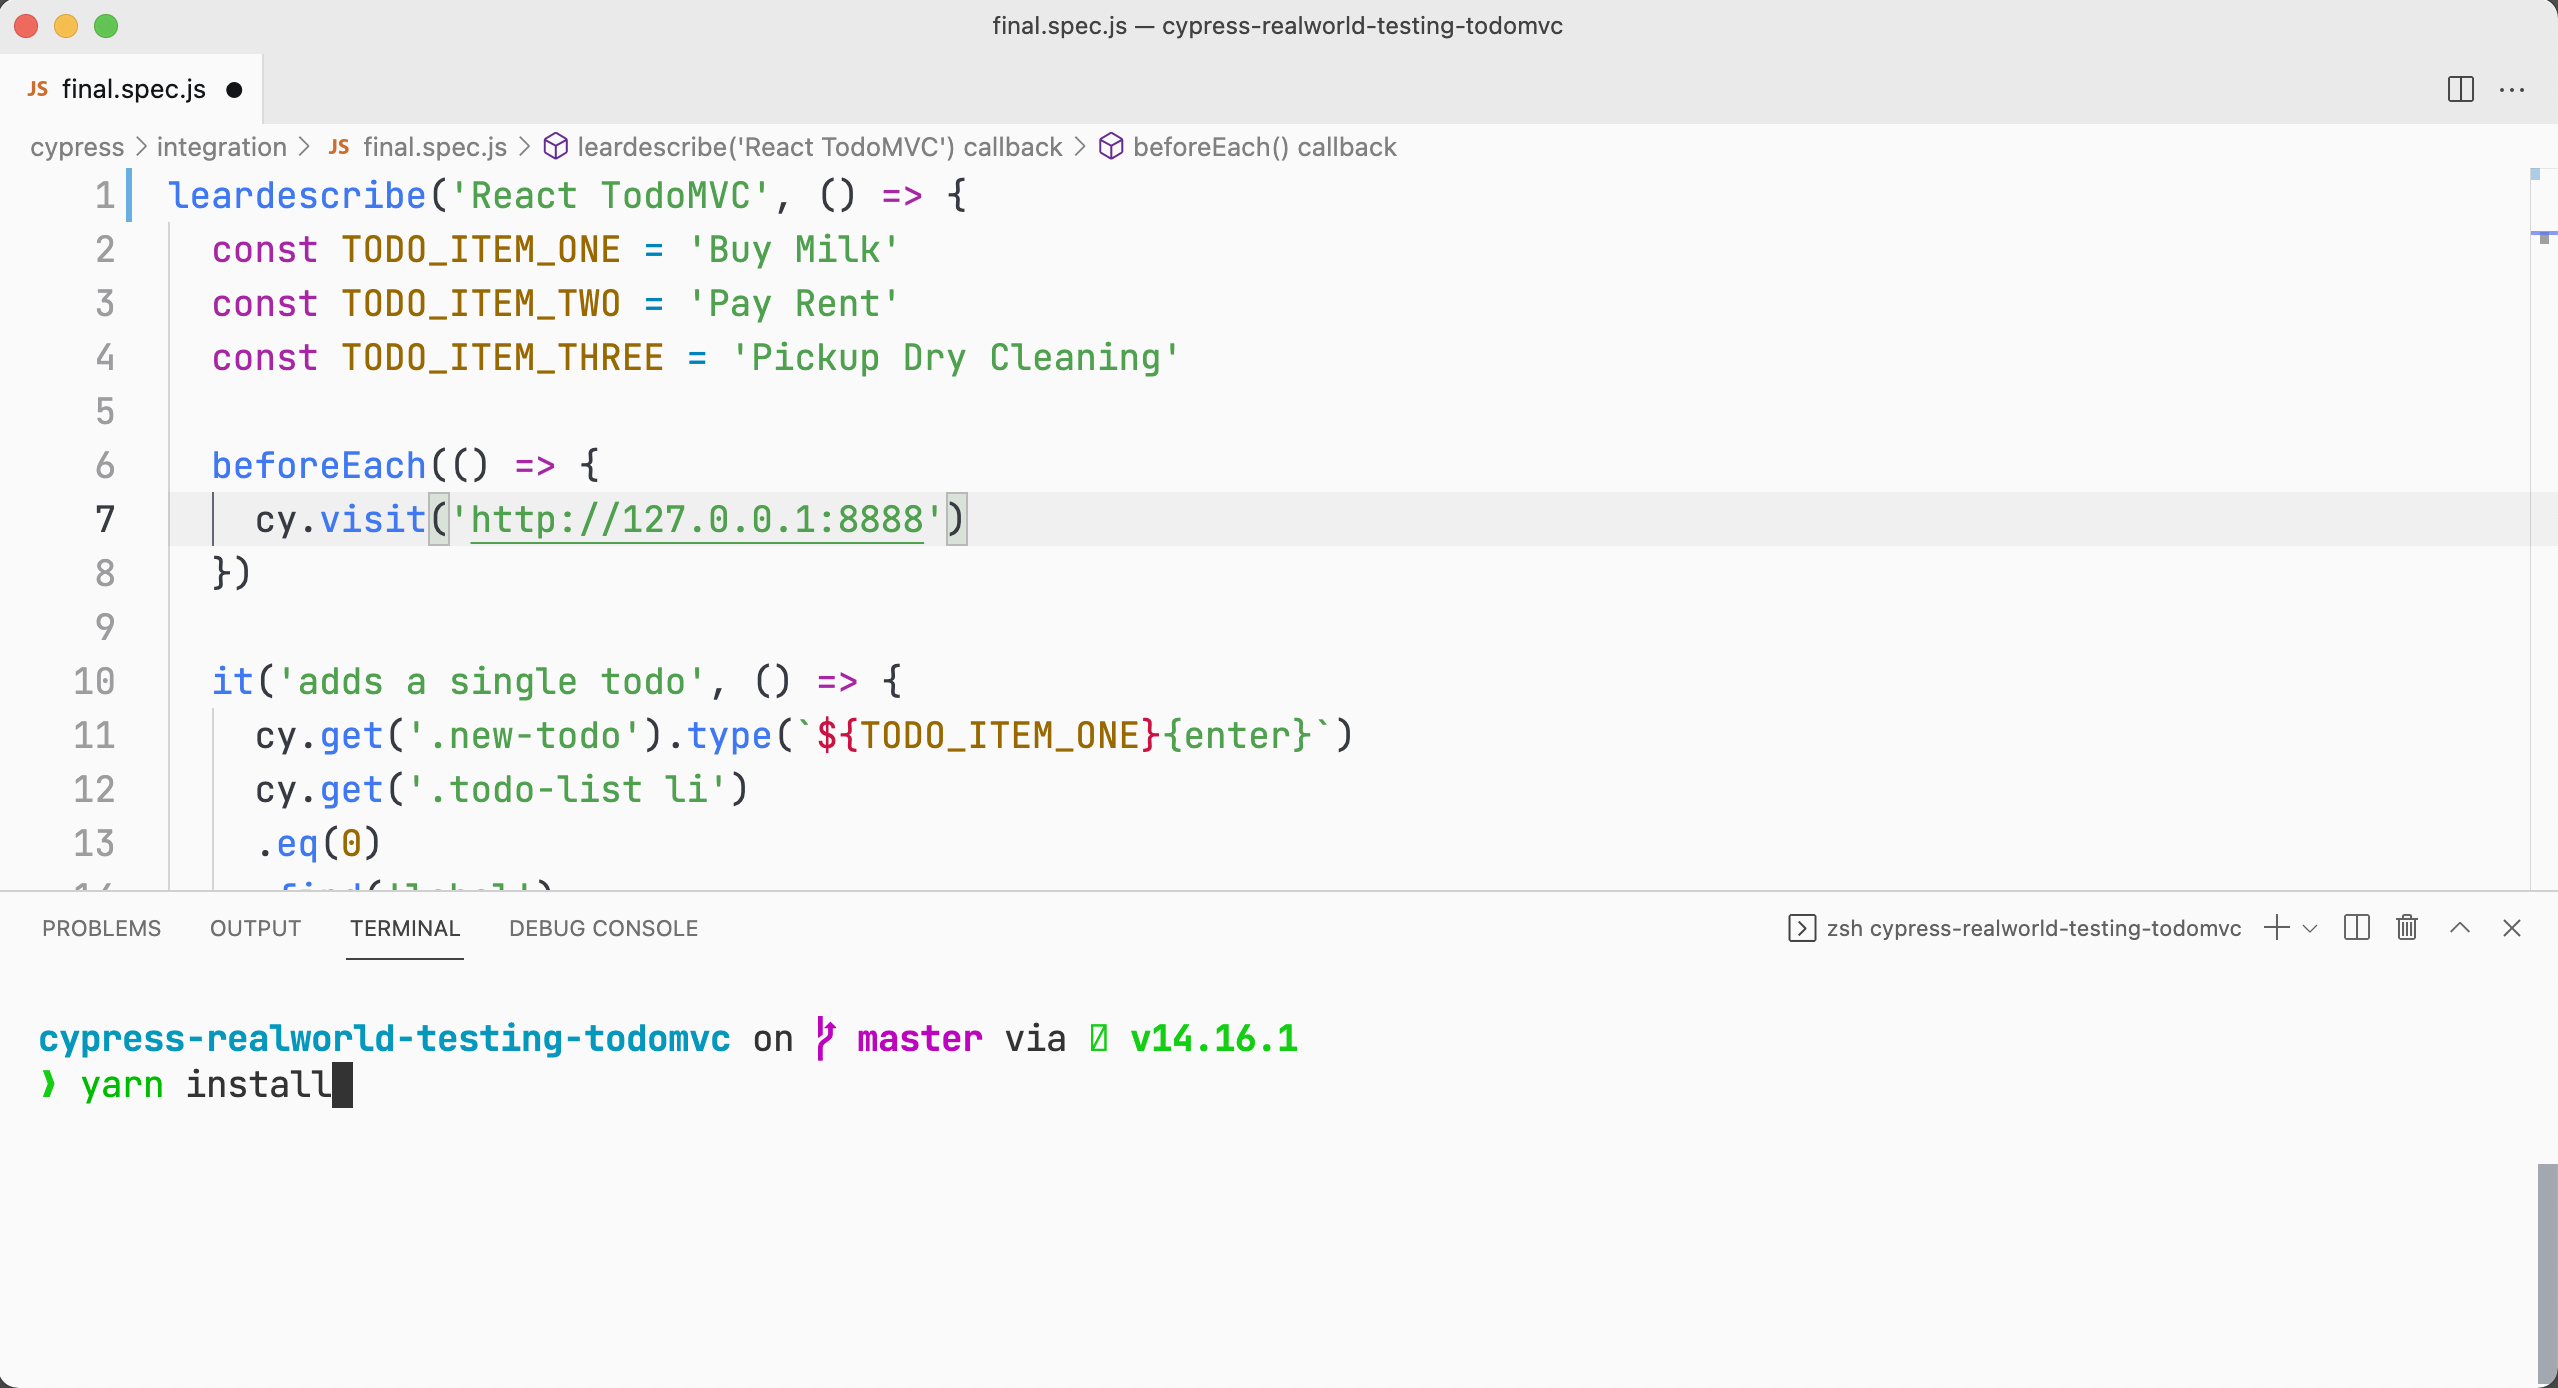 final.spec.js — cypress-realworld-testing-todomvc
JS final.spec.js
cypress > integration > JS final.spec.js > leardescribe('React TodoMVC') callback > beforeEach() callback
1 leardescribe('React TodoMVC', () => {
2 const TODO_ITEM_ONE = 'Buy Milk'
3 const TODO_ITEM_TWO = 'Pay Rent'
4 const TODO_ITEM_THREE = 'Pickup Dry Cleaning'
5
6 beforeEach(() => {
7 cy.visit('http://127.0.0.1:8888')
8 })
9
10 it('adds a single todo', () => {
11 cy.get('.new-todo').type(`${TODO_ITEM_ONE}{enter}`)
12 cy.get('.todo-list li')
13 .eq(0)
PROBLEMS OUTPUT TERMINAL DEBUG CONSOLE zsh cypress-realworld-testing-todomvc
cypress-realworld-testing-todomvc on master via v14.16.1
❯ yarn install